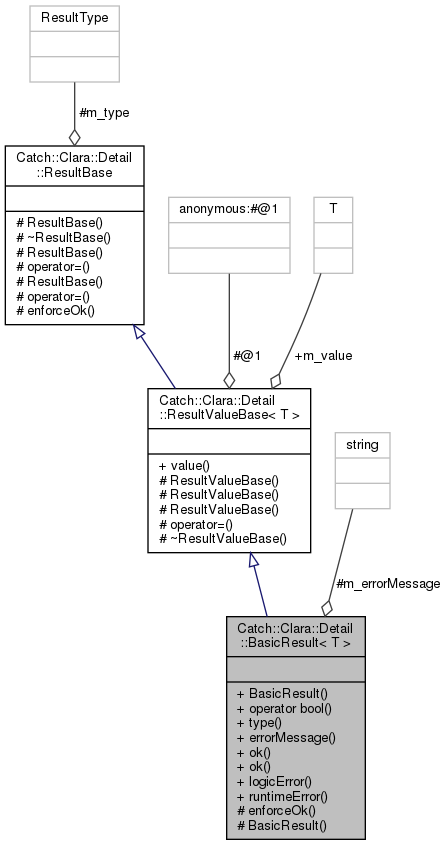 ResultType
#m_type
Catch::Clara::Detail
::ResultBase
# ResultBase()
# ~ResultBase()
# ResultBase()
# operator=()
# ResultBase()
# operator=()
# enforceOk()
anonymous:#@1
T
#@1
+m_value
Catch::Clara::Detail
::ResultValueBase< T >
+ value()
# ResultValueBase()
# ResultValueBase()
# ResultValueBase()
# operator=()
# ~ResultValueBase()
string
#m_errorMessage
Catch::Clara::Detail
::BasicResult< T >
+ BasicResult()
+ operator bool()
+ type()
+ errorMessage()
+ ok()
+ ok()
+ logicError()
+ runtimeError()
# enforceOk()
# BasicResult()